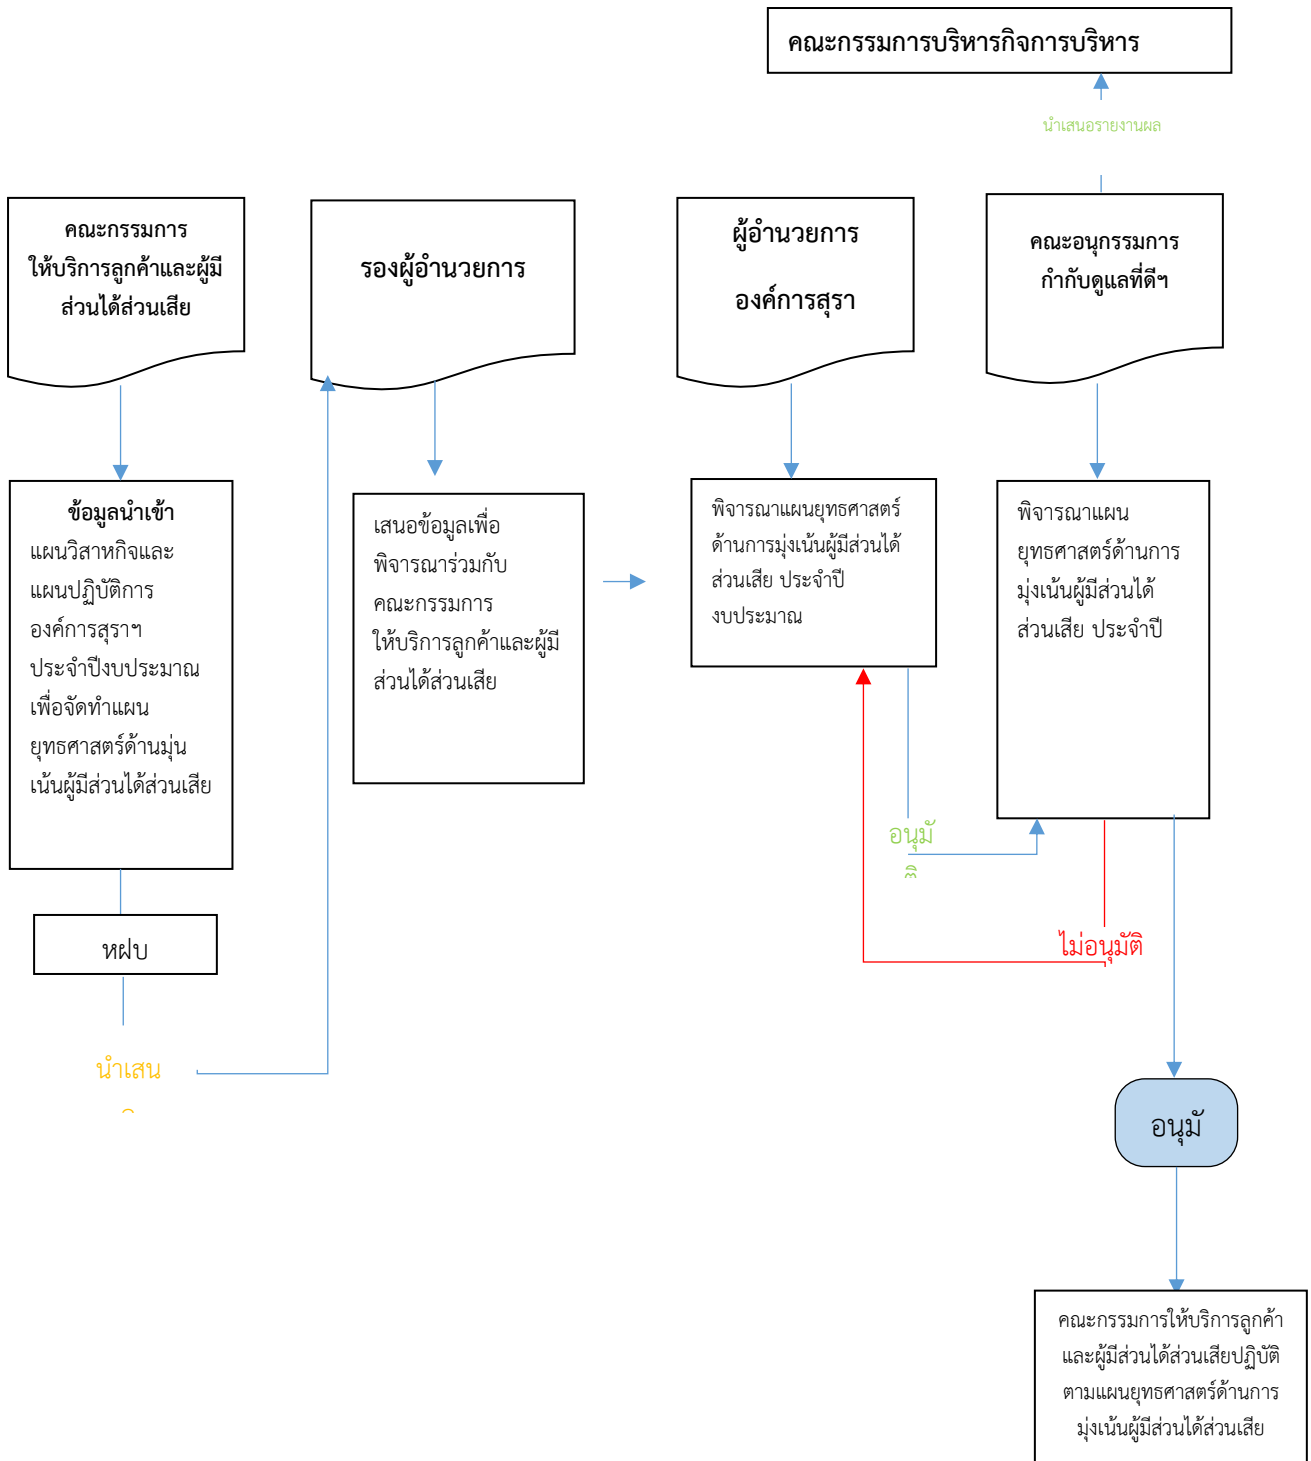 คณะกรรมการบริหารกิจการบริหาร
นำเสนอรายงานผล
คณะกรรมการ
ให้บริการลูกค้าและผู้มี
ส่วนได้ส่วนเสีย
รองผู้อำนวยการ
ผู้อำนวยการ
องค์การสุรา
คณะอนุกรรมการ
กำกับดูแลที่ดีฯ
ข้อมูลนำเข้า
แผนวิสาหกิจและ
แผนปฏิบัติการ
องค์การสุราฯ
ประจำปีงบประมาณ
เพื่อจัดทำแผน
ยุทธศาสตร์ด้านมุ่น
เน้นผู้มีส่วนได้ส่วนเสีย
เสนอข้อมูลเพื่อ
พิจารณาร่วมกับ
คณะกรรมการ
ให้บริการลูกค้าและผู้มี
ส่วนได้ส่วนเสีย
พิจารณาแผนยุทธศาสตร์
ด้านการมุ่งเน้นผู้มีส่วนได้
ส่วนเสีย ประจำปี
งบประมาณ
พิจารณาแผน
ยุทธศาสตร์ด้านการ
มุ่งเน้นผู้มีส่วนได้
ส่วนเสีย ประจำปี
อนุมั
ติ
ไม่อนุมัติ
หฝบ
นำเสน
อนุมั
คณะกรรมการให้บริการลูกค้า
และผู้มีส่วนได้ส่วนเสียปฏิบัติ
ตามแผนยุทธศาสตร์ด้านการ
มุ่งเน้นผู้มีส่วนได้ส่วนเสีย